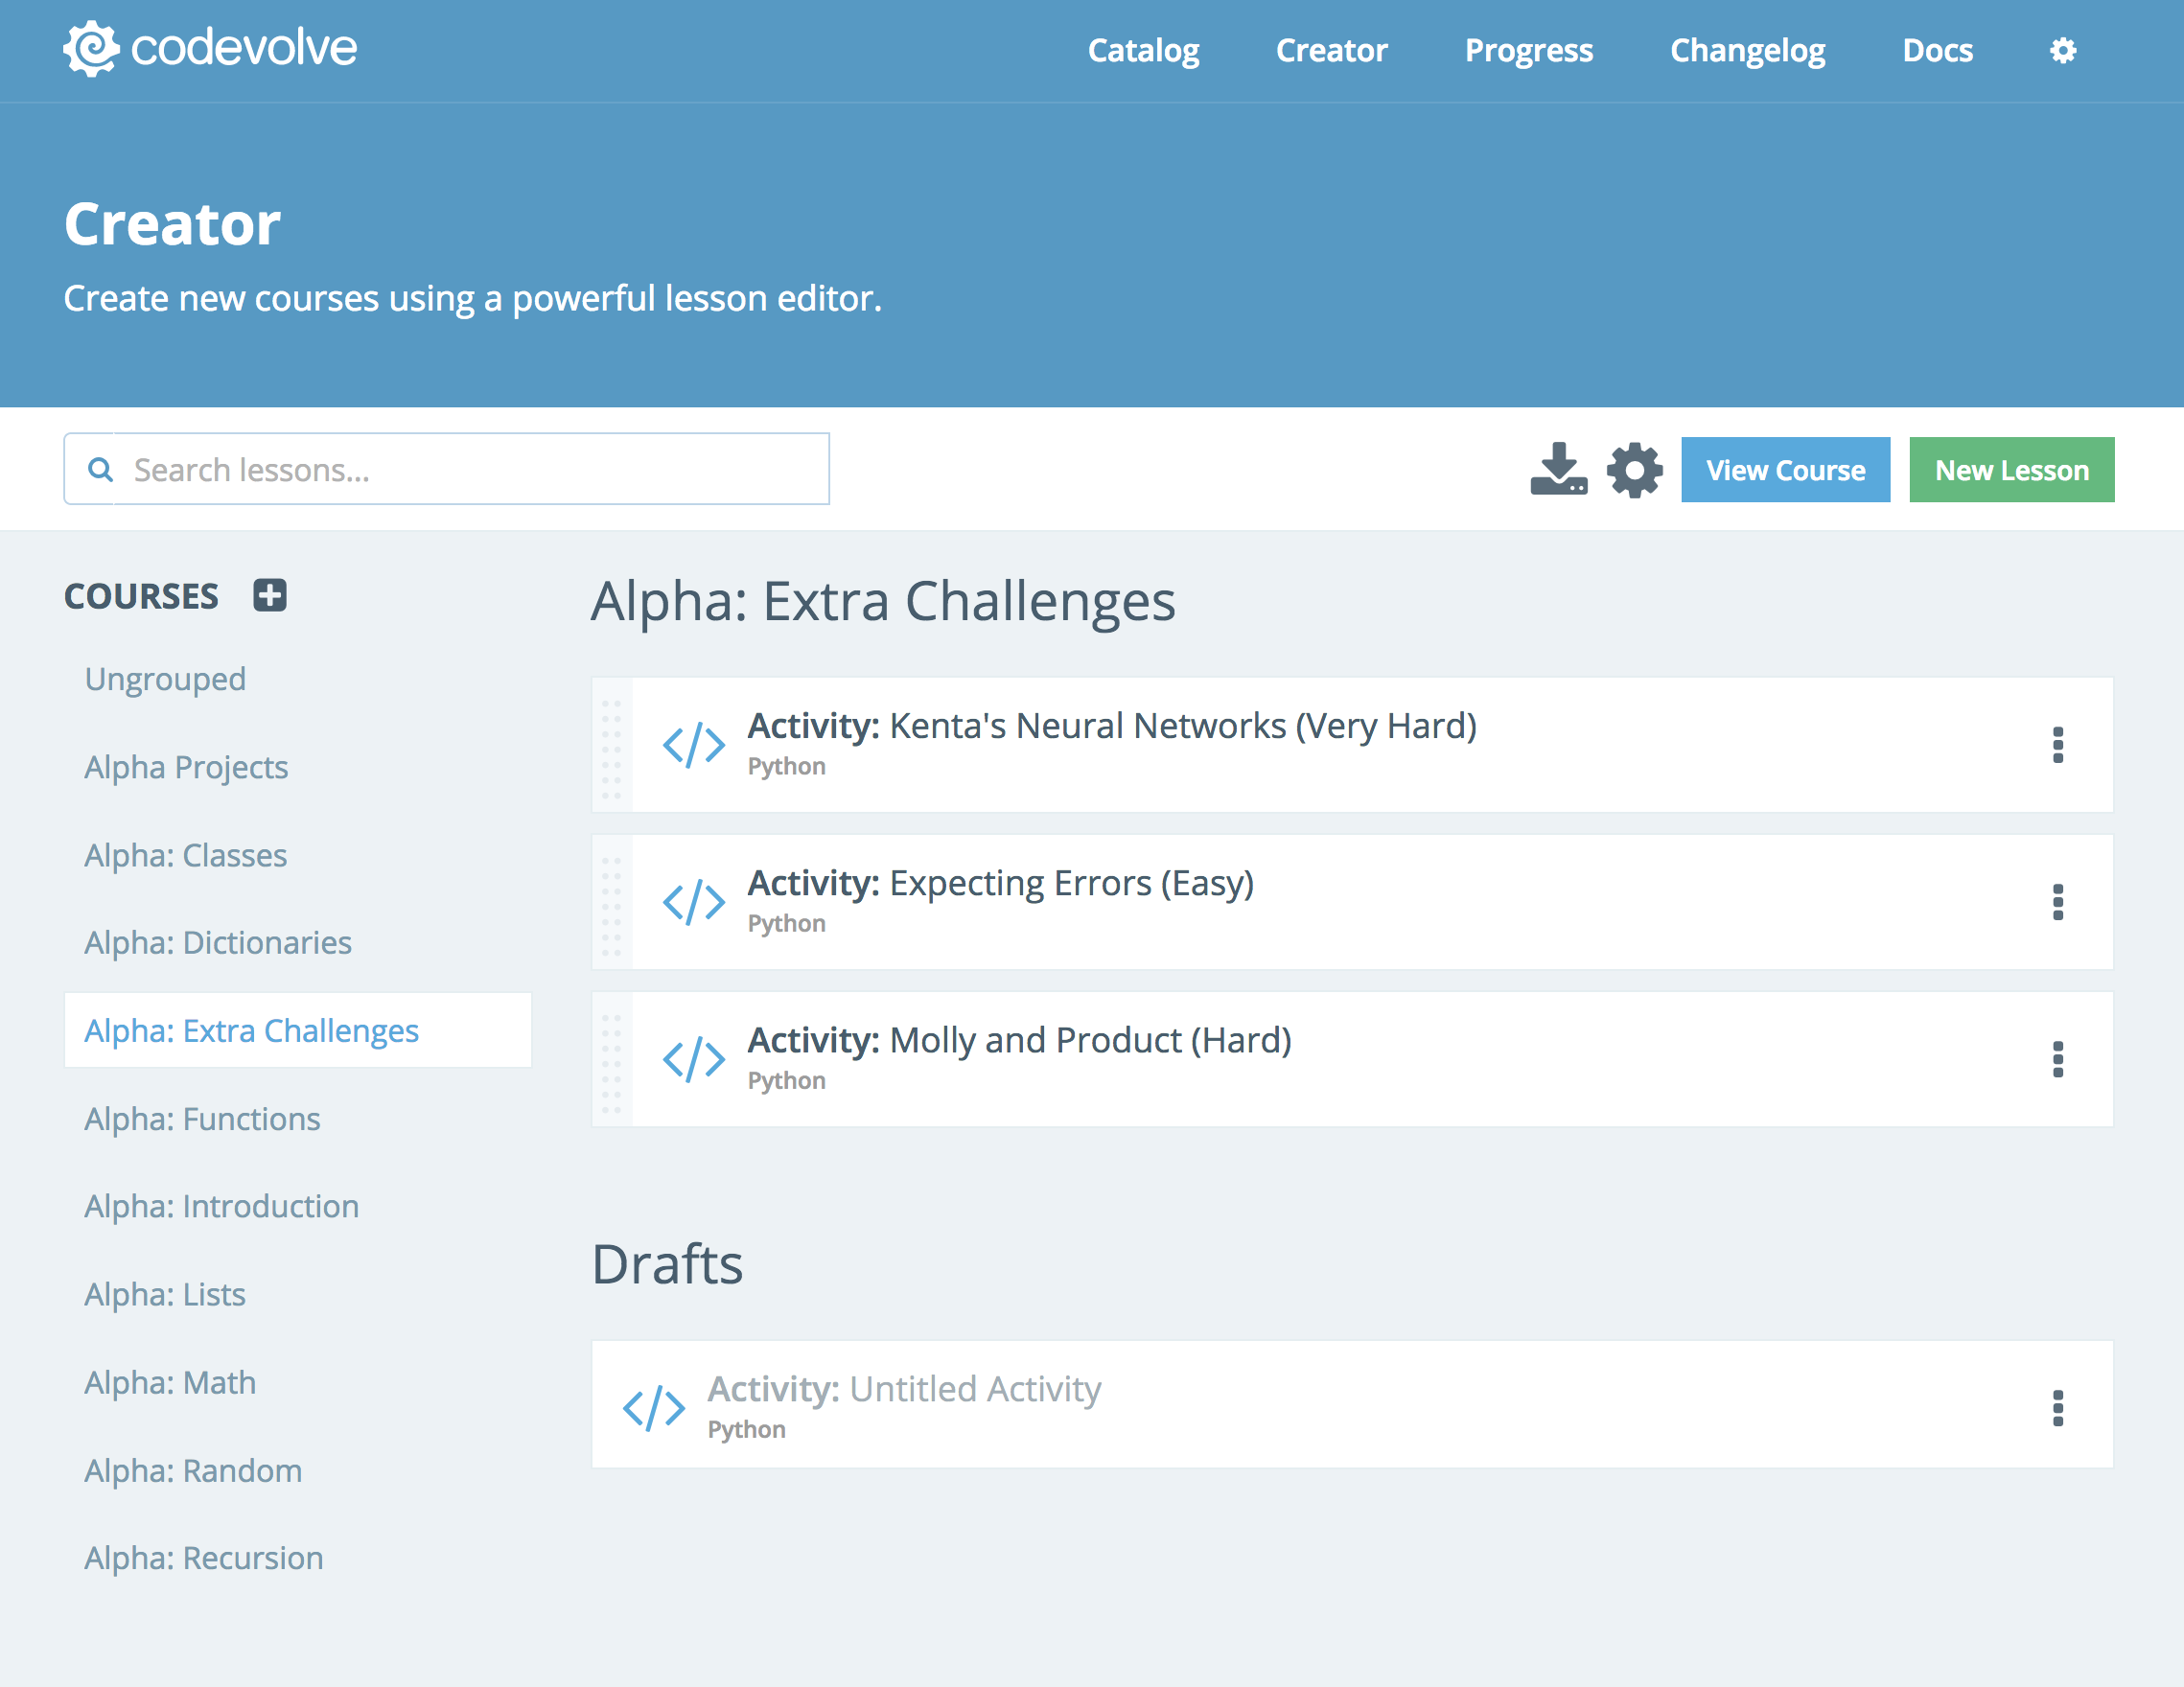 codevolve
Catalog
Creator
Progress
Changelog
Docs
Creator
Create new courses using a powerful lesson editor.
Search lessons...
View Course
New Lesson
COURSES
Ungrouped
Alpha Projects
Alpha: Classes
Alpha: Dictionaries
Alpha: Extra Challenges
Alpha: Functions
Alpha: Introduction
Alpha: Lists
Alpha: Math
Alpha: Random
Alpha: Recursion
Alpha: Extra Challenges
Activity: Kenta's Neural Networks (Very Hard)
Python
Activity: Expecting Errors (Easy)
Python
Activity: Molly and Product (Hard)
Python
Drafts
Activity: Untitled Activity
Python